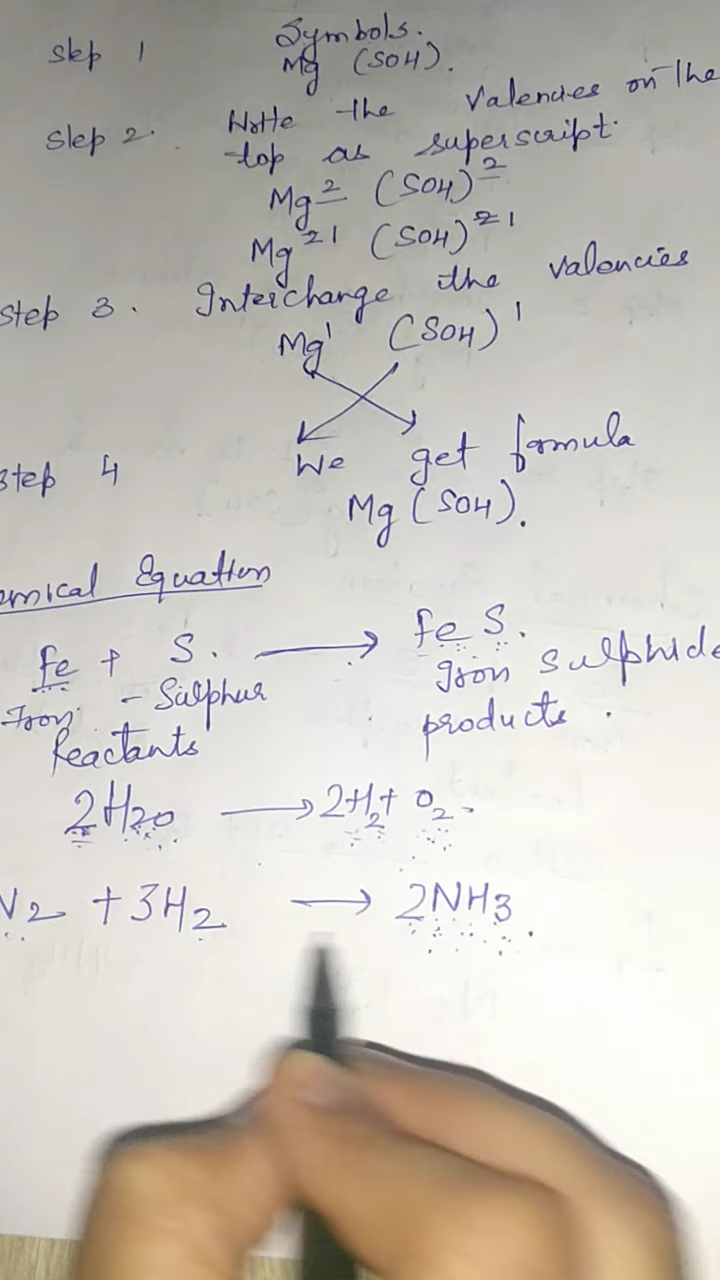 Step 1 Symbols.
Mg (SO4).
Step 2. Write the Valencies on the
top as superscript.
Mg2 (SO4)2
Mg21 (SO4)21
Step 3. Interchange the valencies
Mg1 (SO4)1
Step 4 We get formula
Mg (SO4).
emical Equation
Fe + S. → Fe S.
Iron - Sulphur Iron Sulphide
Reactants products.
2H2O → 2H2 + O2.
N2 + 3H2 → 2NH3.